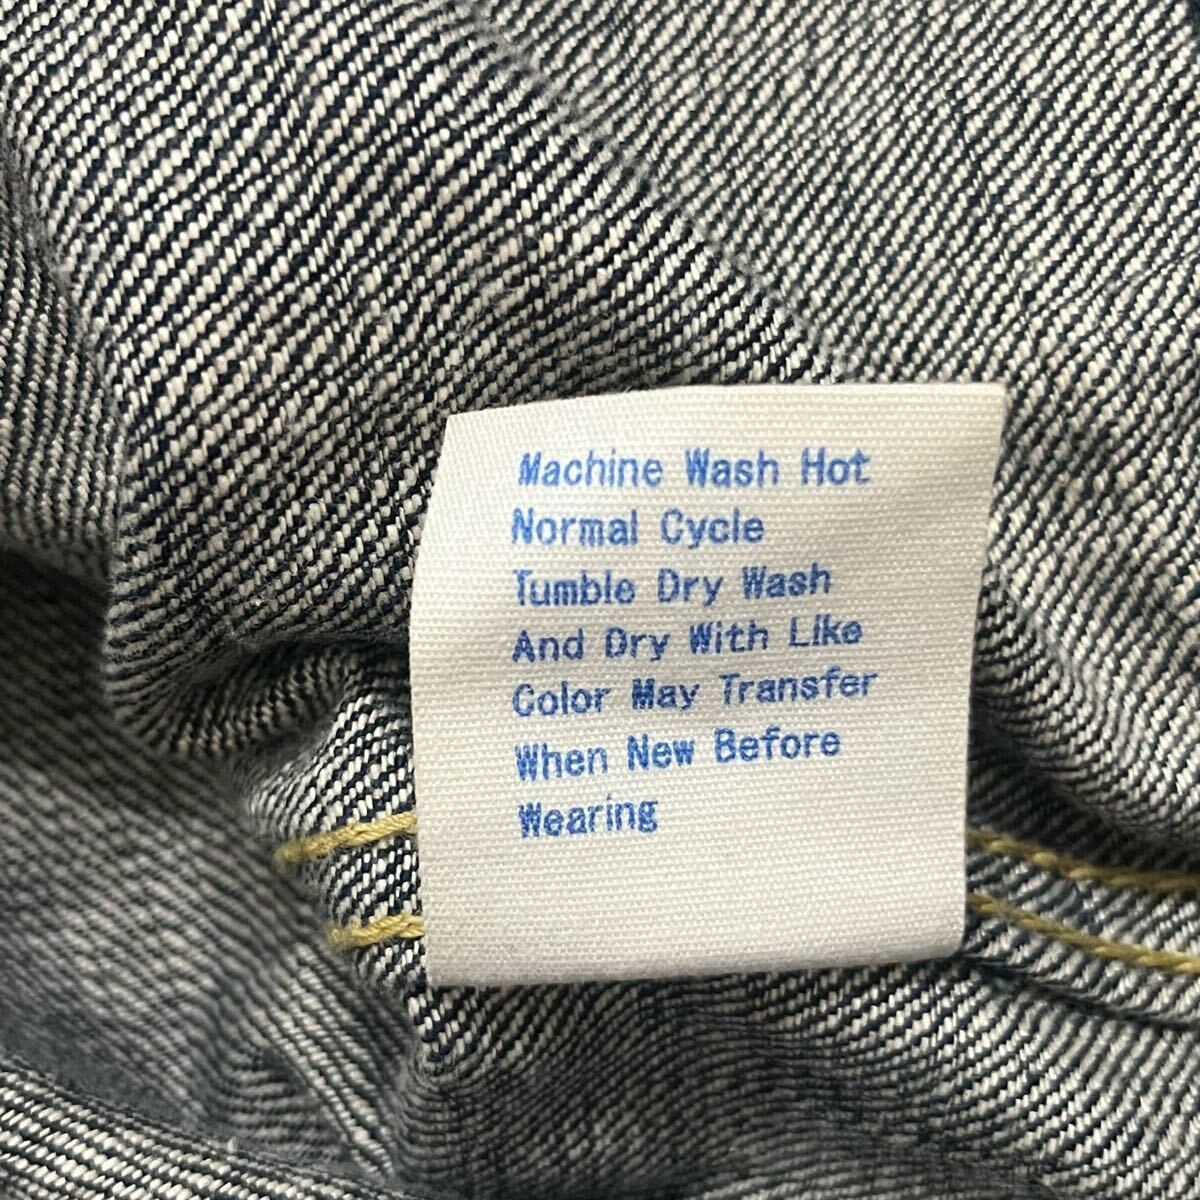 Machine Wash Hot
Normal Cycle
Tumble Dry Wash
And Dry With Like
Color May Transfer
When New Before
Wearing